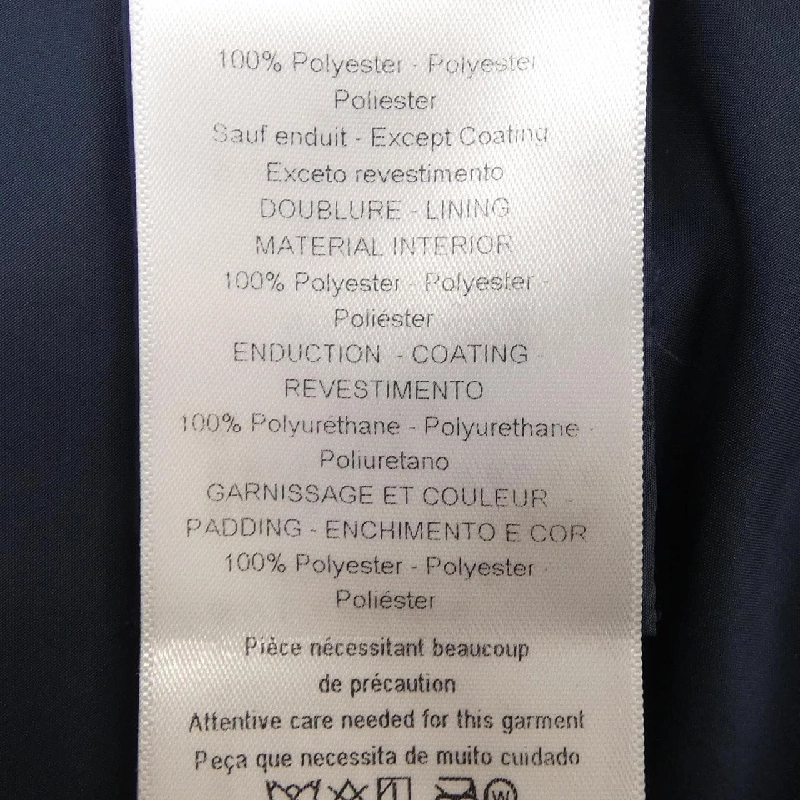 100% Polyester - Polyester
Poliester
Sauf enduit - Except Coating
Exceto revestimento
DOUBLURE - LINING
MATERIAL INTERIOR
100% Polyester - Polyester -
Poliéster
ENDUCTION - COATING -
REVESTIMENTO
100% Polyuréthane - Polyurethane -
Poliuretano
GARNISSAGE ET COULEUR -
PADDING - ENCHIMENTO E COR
100% Polyester - Polyester -
Poliéster
Pièce nécessitant beaucoup
de précaution
Attentive care needed for this garment
Peça que necessita de muito cuidado
W